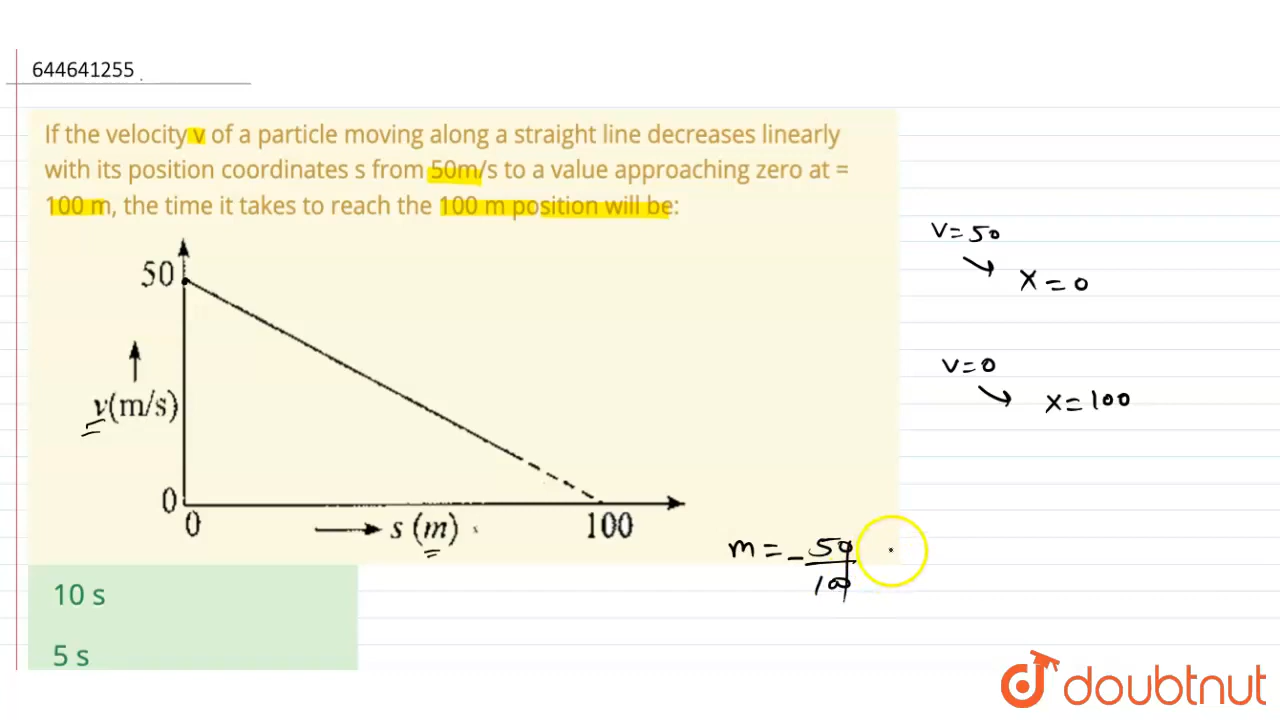 644641255
If the velocity v of a particle moving along a straight line decreases linearly
with its position coordinates s from 50m/s to a value approaching zero at =
100 m, the time it takes to reach the 100 m position will be:
50
v(m/s)
0
0
s (m)
100
10 s
5 s
v=50
x=0
v=0
x=100
m=-50/100
doubtnut